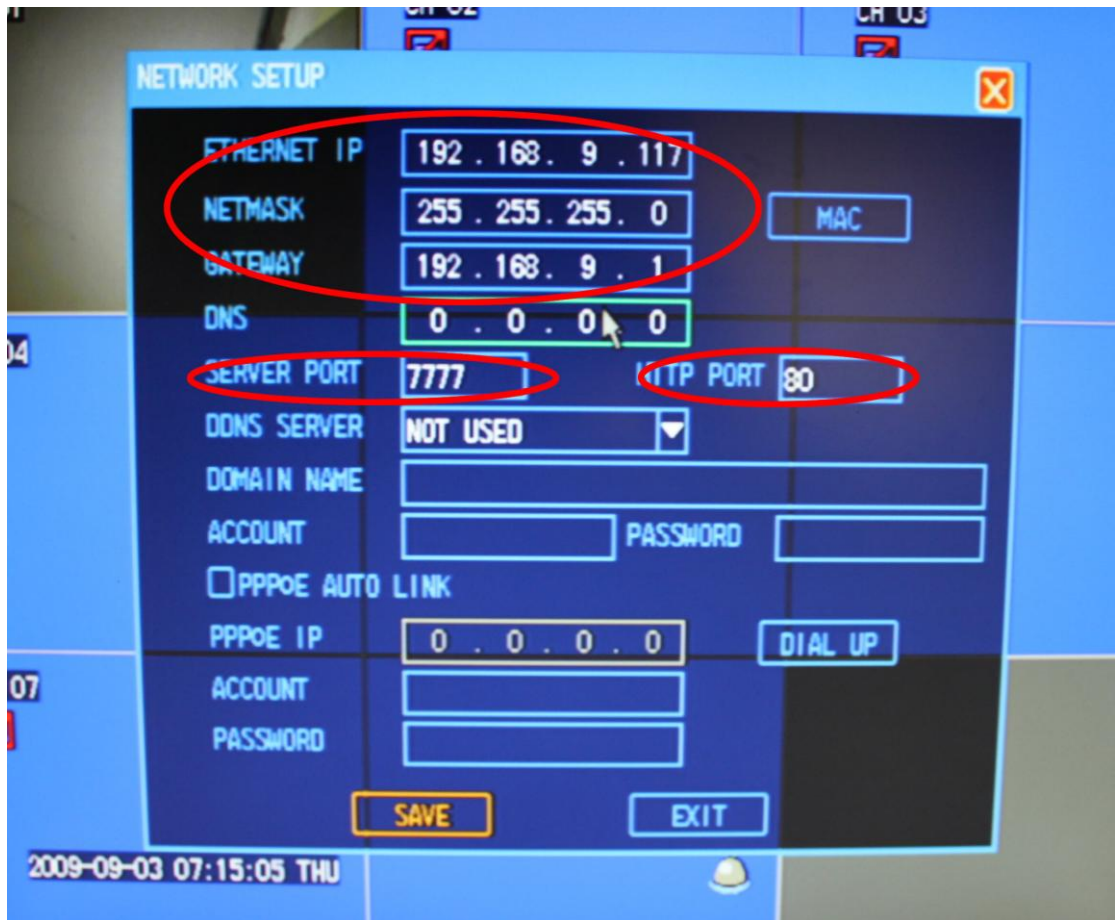 CH 02
CH 03
NETWORK SETUP
ETHERNET IP 192 . 168 . 9 . 117
NETMASK 255 . 255 . 255 . 0 MAC
GATEWAY 192 . 168 . 9 . 1
DNS 0 . 0 . 0 . 0
04
SERVER PORT 7777 HTTP PORT 80
DDNS SERVER NOT USED
DOMAIN NAME
ACCOUNT PASSWORD
PPPOE AUTO LINK
PPPOE IP 0 . 0 . 0 . 0 DIAL UP
07
ACCOUNT
PASSWORD
SAVE EXIT
2009-09-03 07:15:05 THU